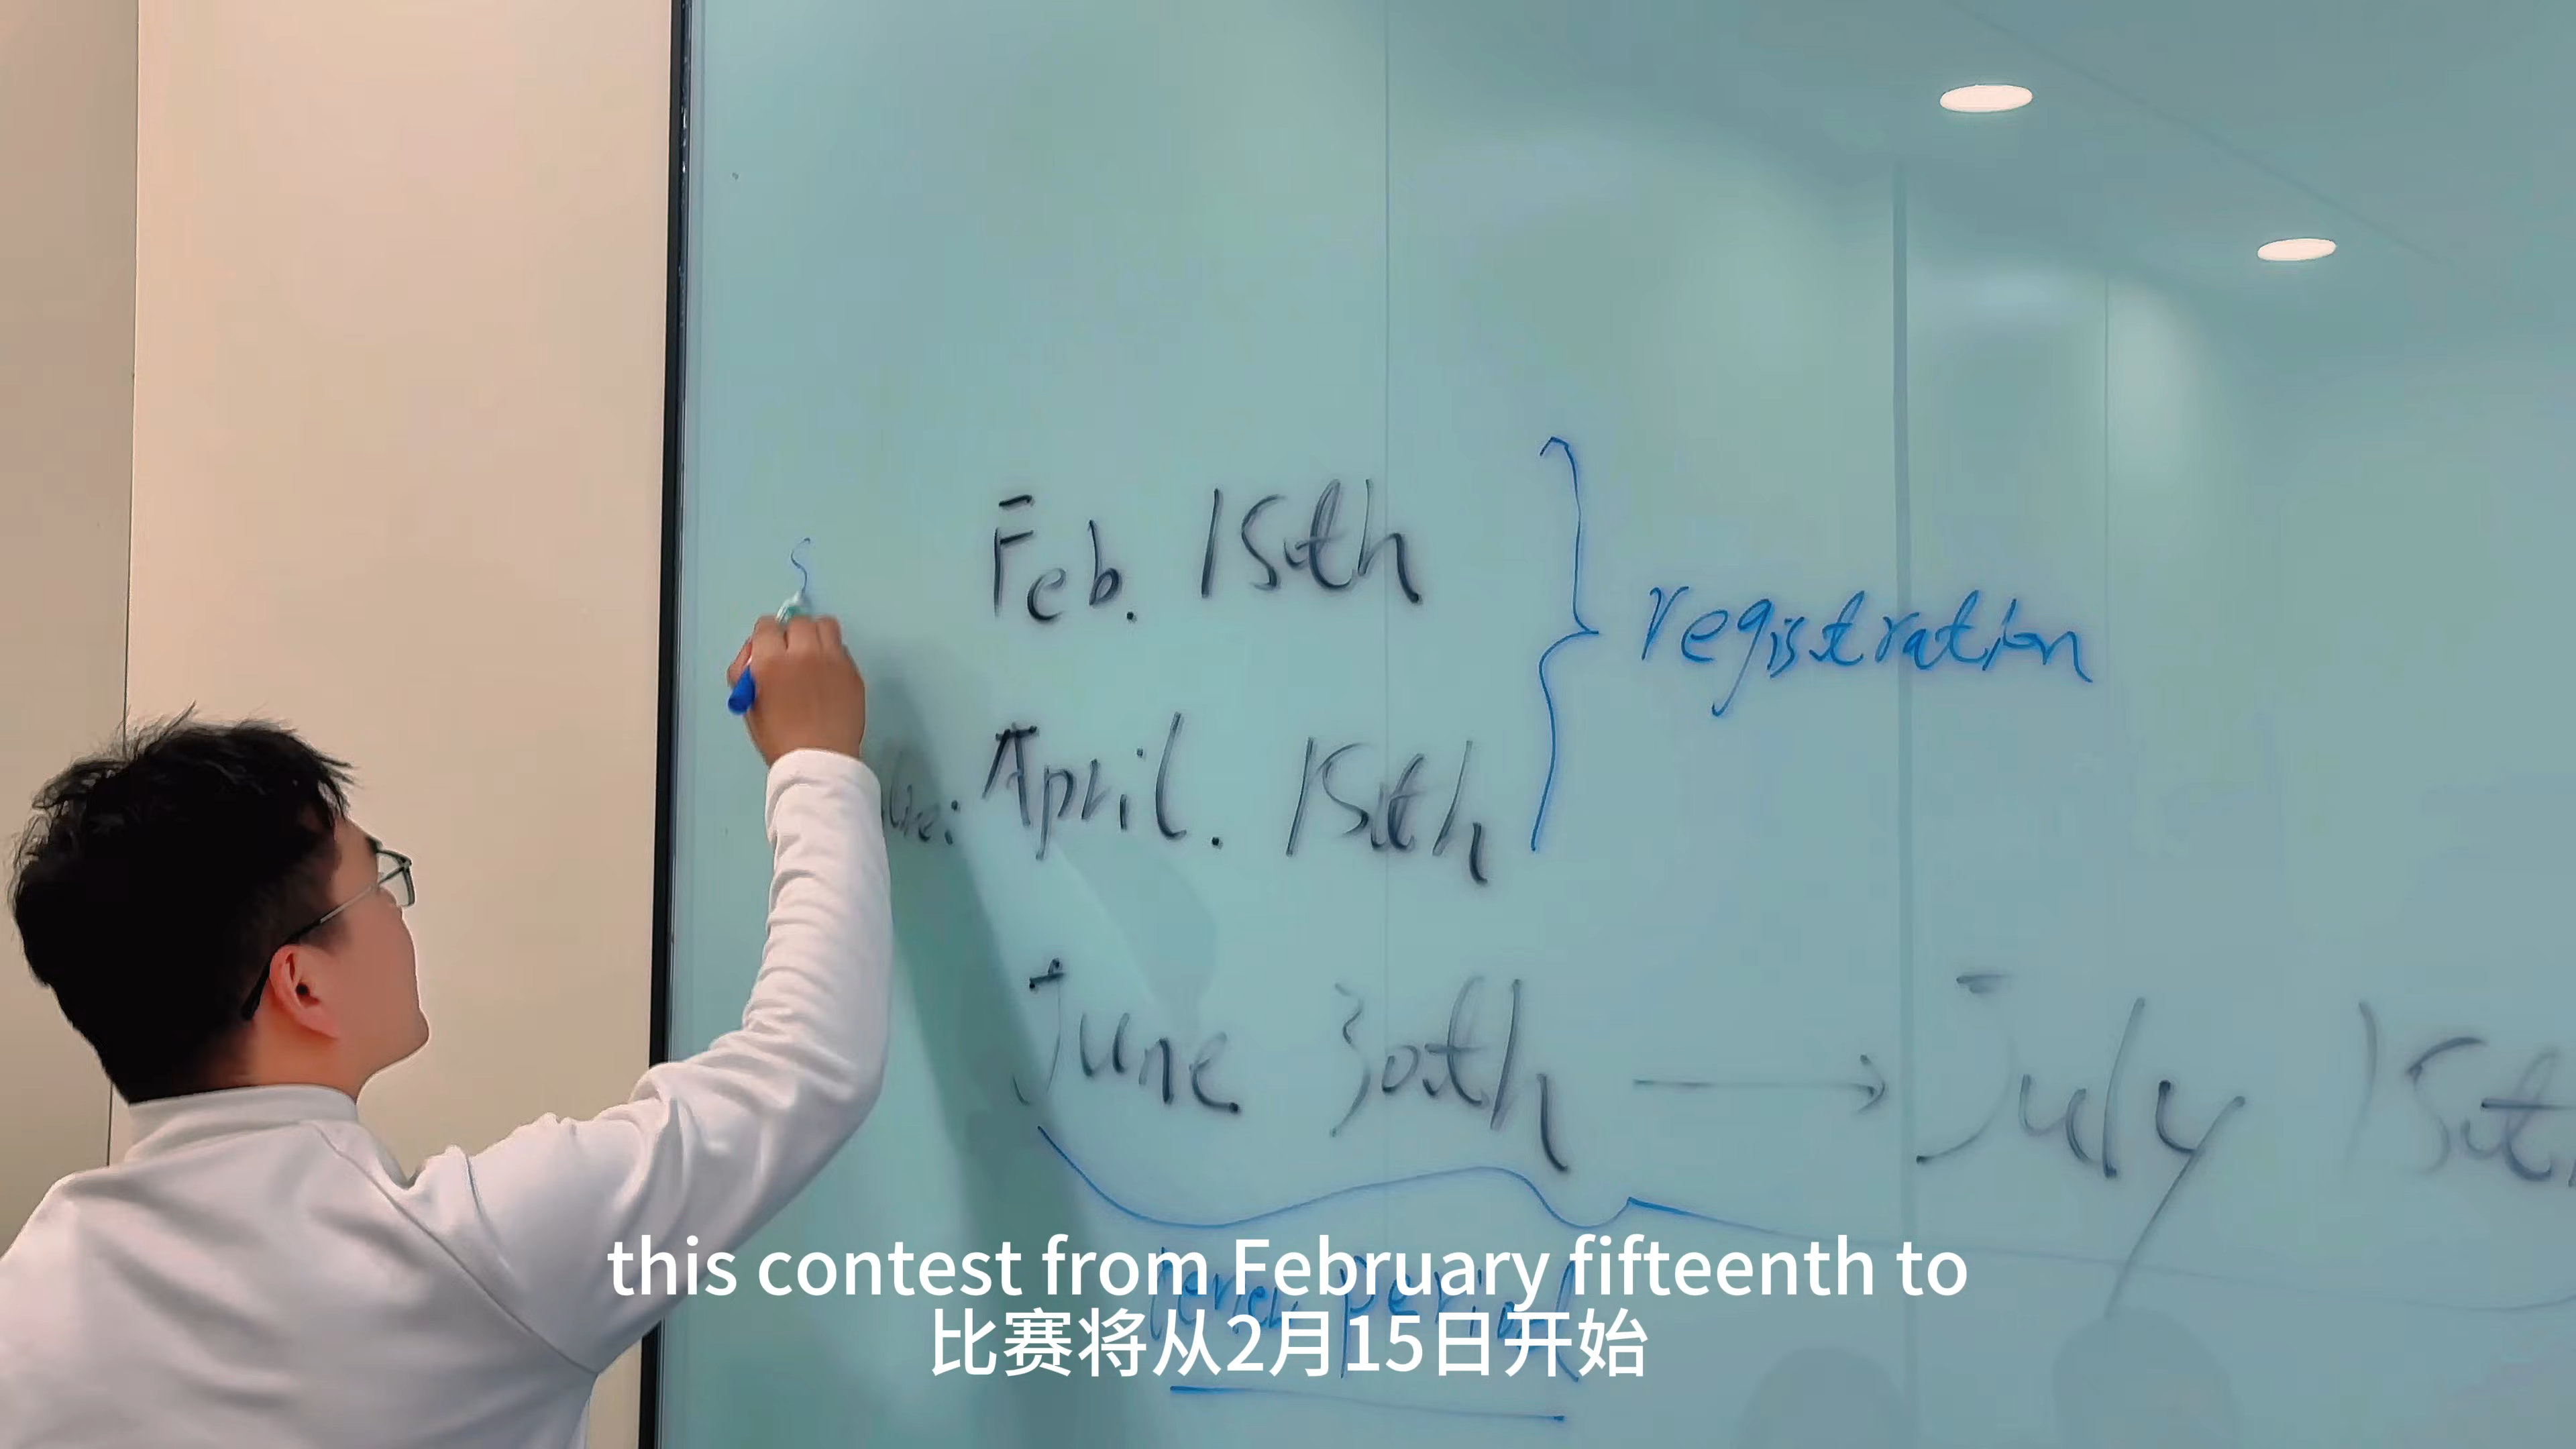 Feb. 15th
registration
April. 15th
June 30th → July 15th
period
this contest from February fifteenth to
比赛将从2月15日开始